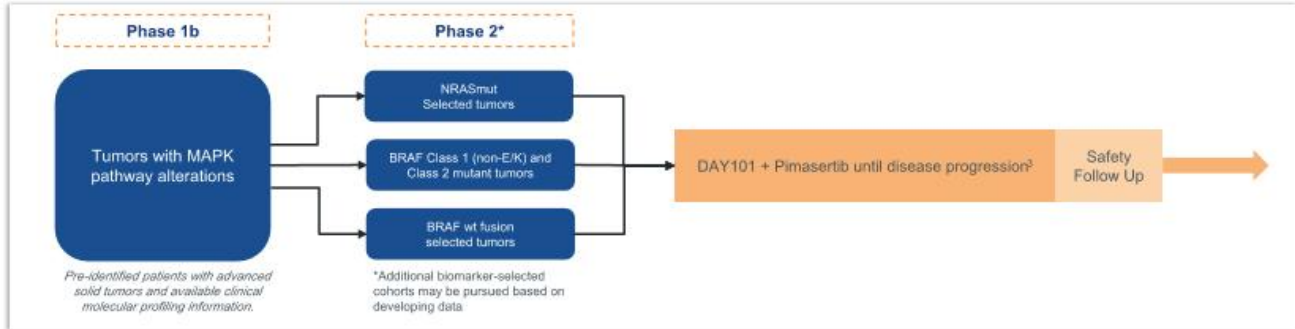 Phase 1b
Phase 2*
Tumors with MAPK
pathway alterations
Pre-identified patients with advanced
solid tumors and available clinical
molecular profiling information.
NRASmut
Selected tumors
BRAF Class 1 (non-E/K) and
Class 2 mutant tumors
BRAF wt fusion
selected tumors
*Additional biomarker-selected
cohorts may be pursued based on
developing data
DAY101 + Pimasertib until disease progression³
Safety
Follow Up